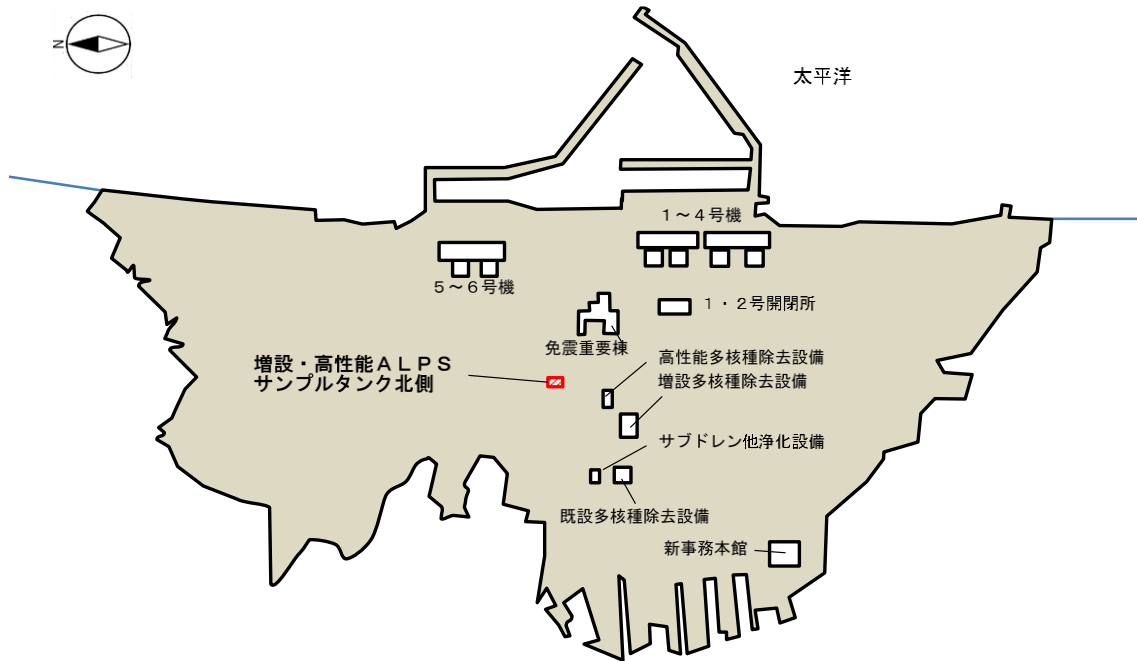 N
太平洋
１～４号機
５～６号機
１・２号開閉所
免震重要棟
高性能多核種除去設備
増設・高性能ＡＬＰＳ
サンプルタンク北側
増設多核種除去設備
サブドレン他浄化設備
既設多核種除去設備
新事務本館